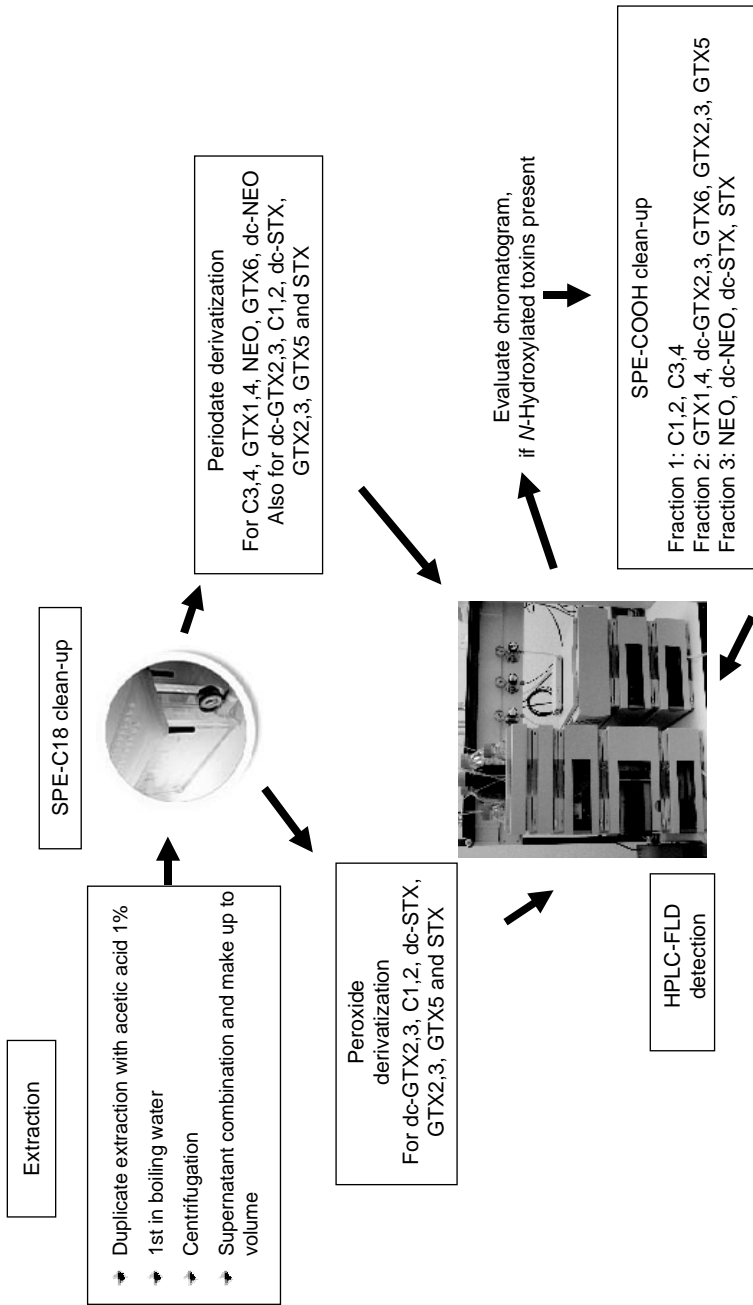 Extraction
Duplicate extraction with acetic acid 1%
1st in boiling water
Centrifugation
Supernatant combination and make up to
volume
SPE-C18 clean-up
Peroxide
derivatization
For dc-GTX2,3, C1,2, dc-STX,
GTX2,3, GTX5 and STX
Periodate derivatization
For C3,4, GTX1,4, NEO, GTX6, dc-NEO
Also for dc-GTX2,3, C1,2, dc-STX,
GTX2,3, GTX5 and STX
HPLC-FLD
detection
Evaluate chromatogram,
if N-Hydroxylated toxins present
SPE-COOH clean-up
Fraction 1: C1,2, C3,4
Fraction 2: GTX1,4, dc-GTX2,3, GTX6, GTX2,3, GTX5
Fraction 3: NEO, dc-NEO, dc-STX, STX